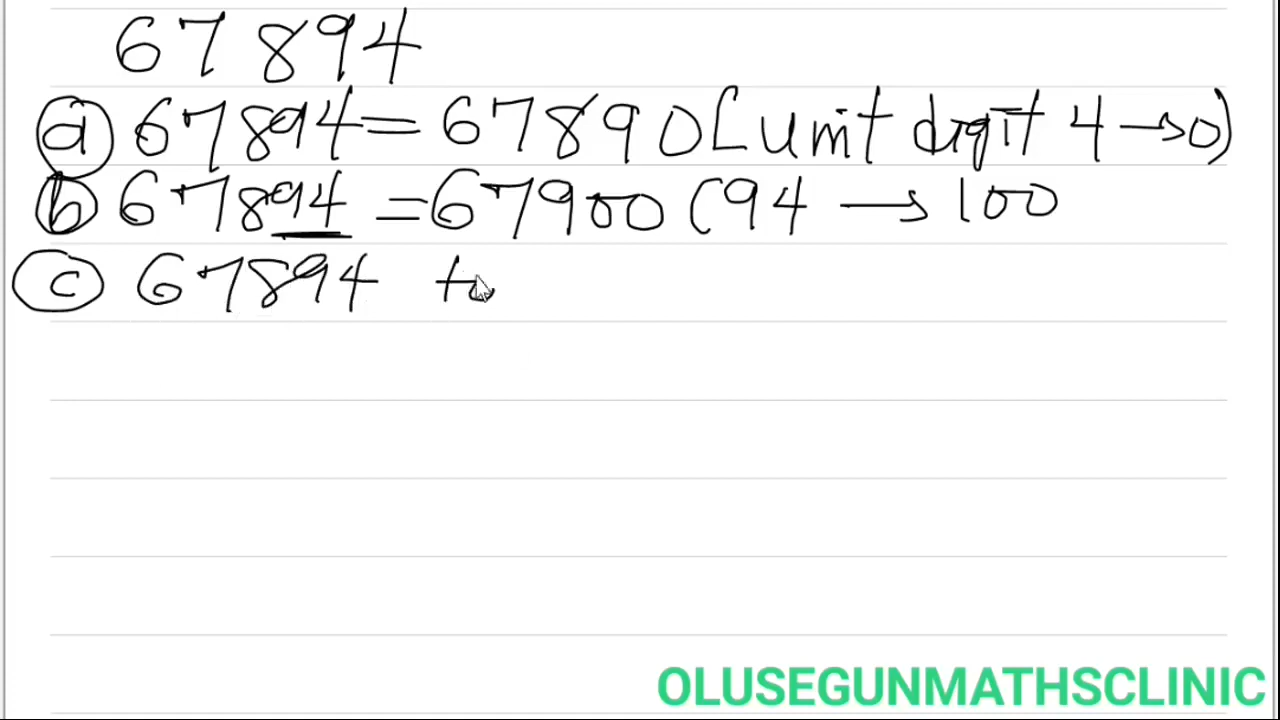 67894
a 67894 = 67890 [unit digit 4 → 0)
b 67894 = 67900 (94 → 100
c 67894 to
OLUSEGUNMATHSCLINIC